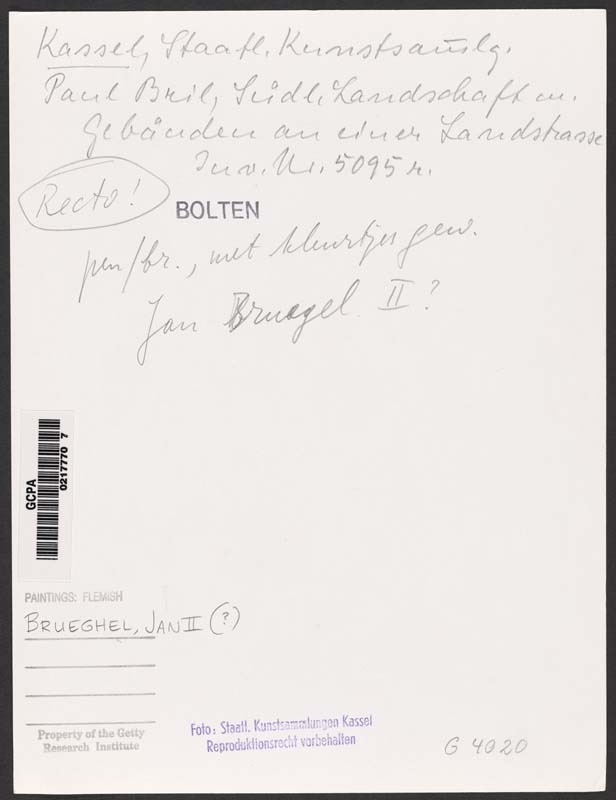 Kassel, Staatl. Kunstsammlg.
Paul Bril, Südl. Landschaft m.
Gebäuden an einer Landstrasse
Inv. Nr. 5095 r.
Recto!
BOLTEN
pen/br., met kleurtjes gew.
Jan Bruegel II ?
GCPA
0217770 7
PAINTINGS: FLEMISH
BRUEGHEL, JAN II (?)
Property of the Getty
Research Institute
Foto: Staatl. Kunstsammlungen Kassel
Reproduktionsrecht vorbehalten
G 4020